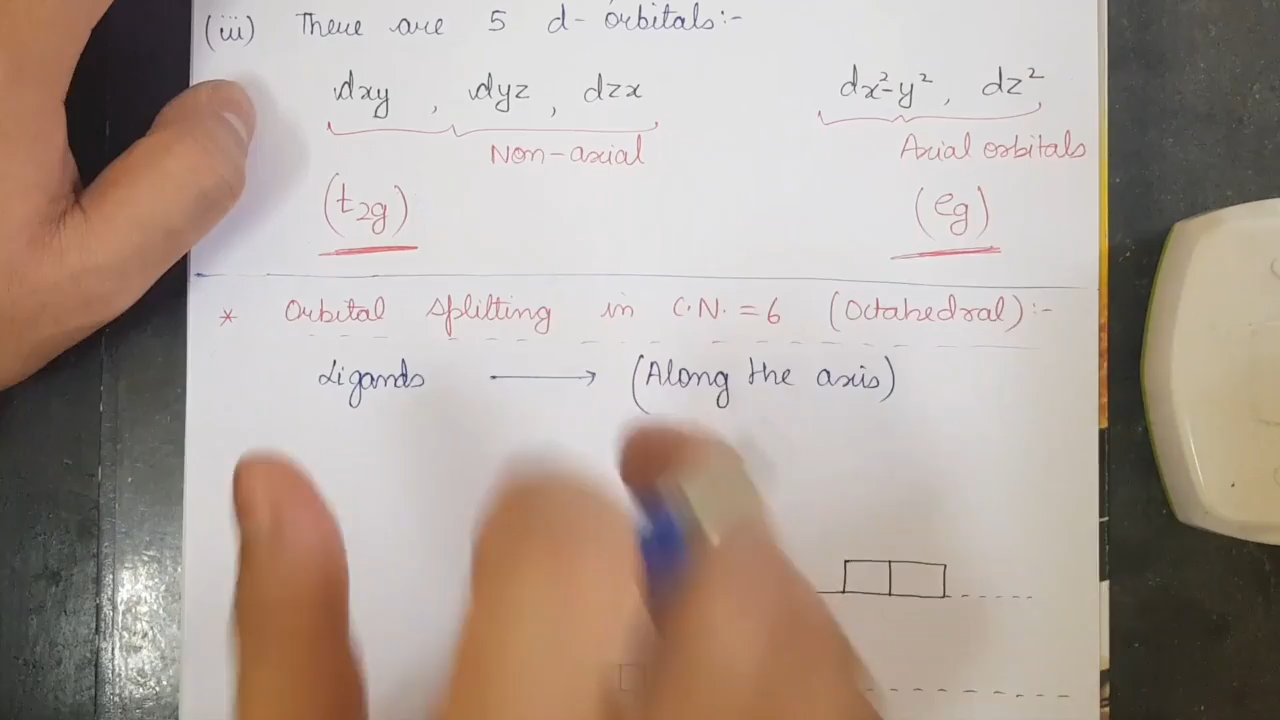 (iii) There are 5 d-orbitals:-
dxy, dyz, dzx dx²-y², dz²
Non-axial Axial orbitals
(t2g) (eg)
* Orbital splitting in C.N. = 6 (Octahedral):-
Ligands ⟶ (Along the axis)